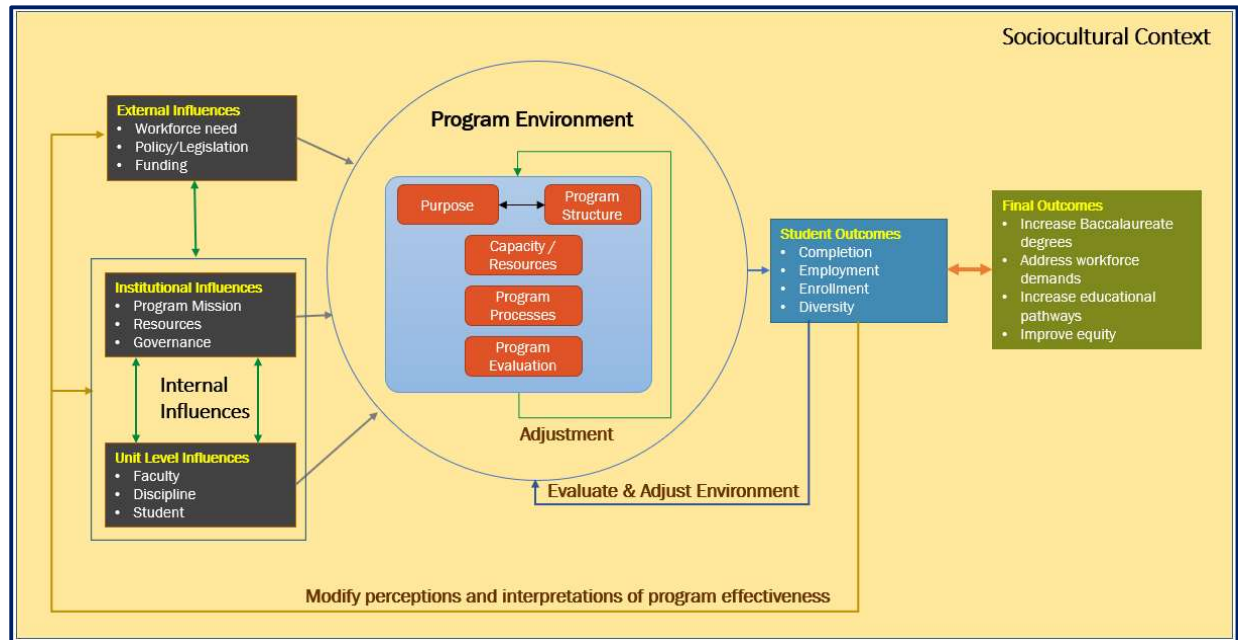 Sociocultural Context
External Influences
• Workforce need
• Policy/Legislation
• Funding
Institutional Influences
• Program Mission
• Resources
• Governance
Internal
Influences
Unit Level Influences
• Faculty
• Discipline
• Student
Program Environment
Purpose
Program
Structure
Capacity /
Resources
Program
Processes
Program
Evaluation
Adjustment
Student Outcomes
• Completion
• Employment
• Enrollment
• Diversity
Final Outcomes
• Increase Baccalaureate
degrees
• Address workforce
demands
• Increase educational
pathways
• Improve equity
Evaluate & Adjust Environment
Modify perceptions and interpretations of program effectiveness